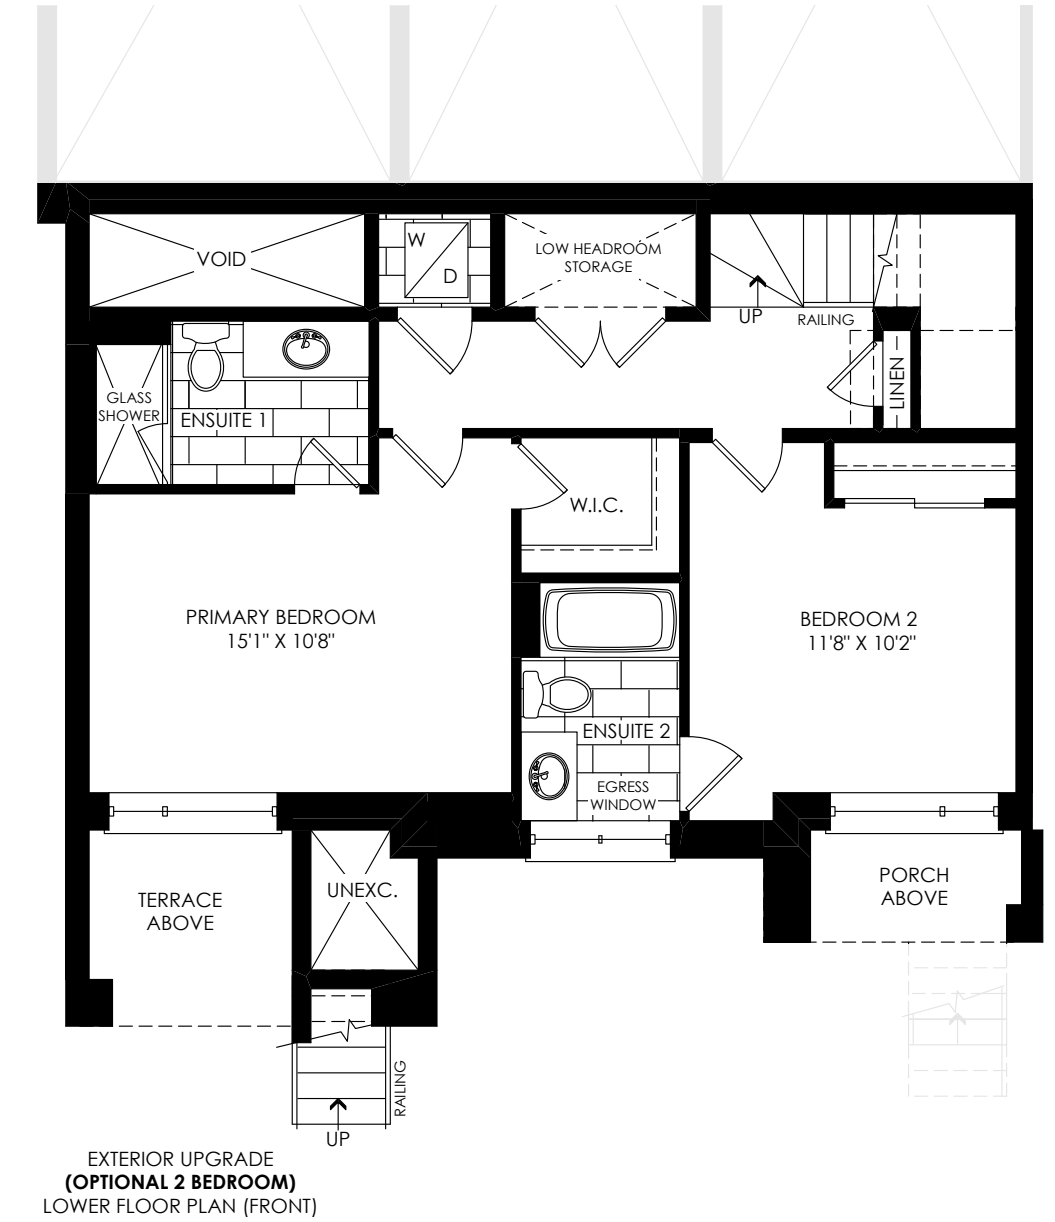 VOID
W
D
LOW HEADROOM
STORAGE
UP
RAILING
LINEN
GLASS
SHOWER
ENSUITE 1
W.I.C.
PRIMARY BEDROOM
15'1" X 10'8"
BEDROOM 2
11'8" X 10'2"
ENSUITE 2
EGRESS
WINDOW
TERRACE
ABOVE
UNEXC.
PORCH
ABOVE
RAILING
UP
EXTERIOR UPGRADE
(OPTIONAL 2 BEDROOM)
LOWER FLOOR PLAN (FRONT)